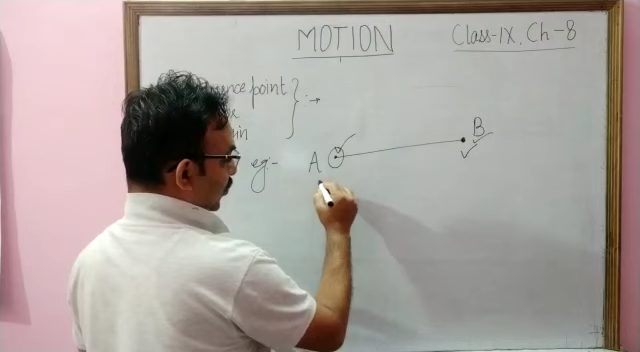 MOTION
Class-IX, Ch-8
point
eg:-
A
B